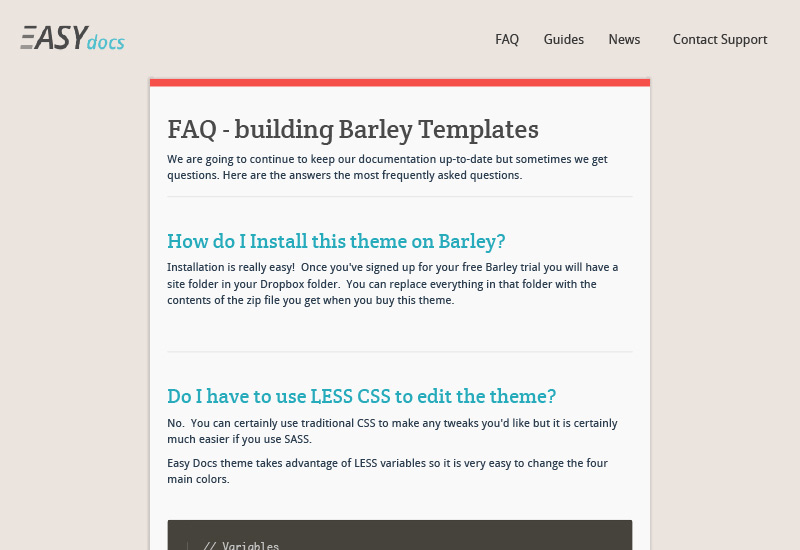 EASYdocs
FAQ Guides News Contact Support
FAQ - building Barley Templates
We are going to continue to keep our documentation up-to-date but sometimes we get
questions. Here are the answers the most frequently asked questions.
How do I Install this theme on Barley?
Installation is really easy!  Once you've signed up for your free Barley trial you will have a
site folder in your Dropbox folder.  You can replace everything in that folder with the
contents of the zip file you get when you buy this theme.
Do I have to use LESS CSS to edit the theme?
No.  You can certainly use traditional CSS to make any tweaks you'd like but it is certainly
much easier if you use SASS.
Easy Docs theme takes advantage of LESS variables so it is very easy to change the four
main colors.
// Variables